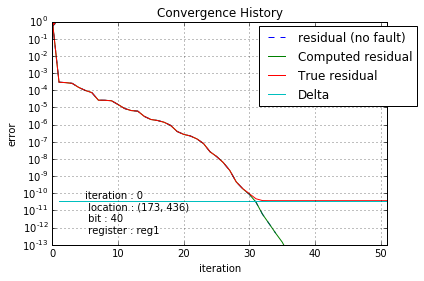 Convergence History
residual (no fault)
Computed residual
True residual
Delta
10^0
10^-1
10^-2
10^-3
10^-4
10^-5
10^-6
10^-7
10^-8
10^-9
10^-10
10^-11
10^-12
10^-13
error
iteration : 0
location : (173, 436)
bit : 40
register : reg1
0 10 20 30 40 50
iteration